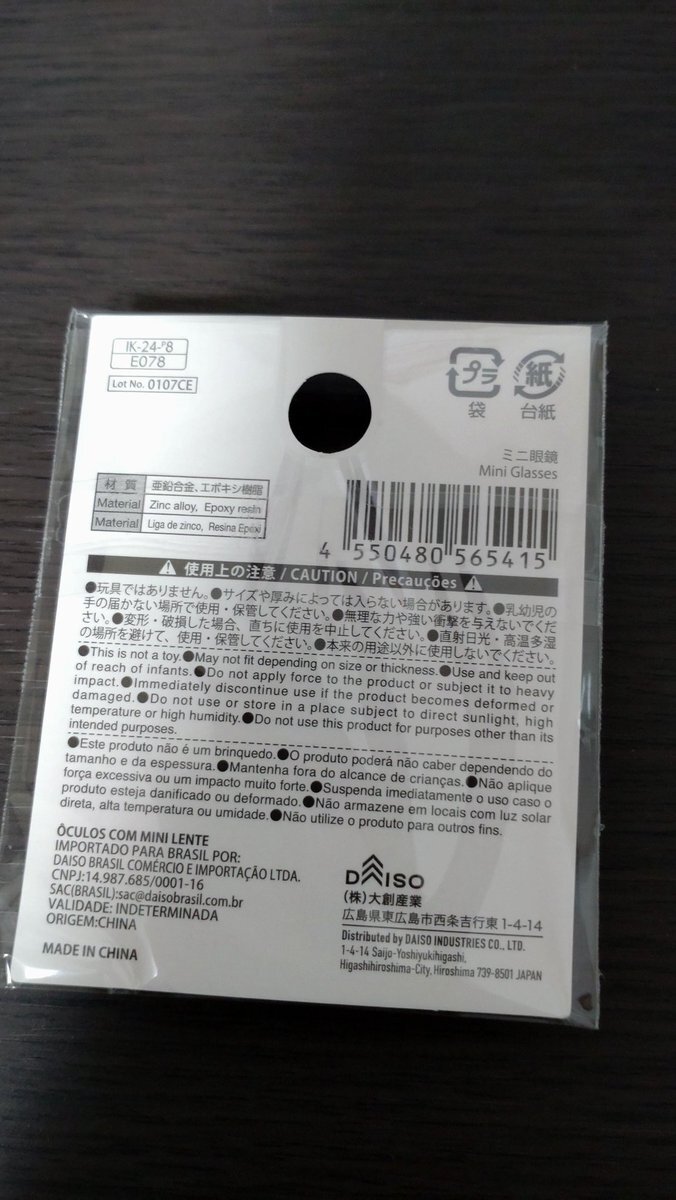 IK-24-P8
E078
Lot No. 0107CE
プラ
袋
紙
台紙
ミニ眼鏡
Mini Glasses
材 質 亜鉛合金、エポキシ樹脂
Material Zinc alloy, Epoxy resin
Material Liga de zinco, Resina Epoxi
4 550480 565415
使用上の注意 / CAUTION / Precauções
●玩具ではありません。●サイズや厚みによっては入らない場合があります。●乳幼児の
手の届かない場所で使用・保管してください。●無理な力や強い衝撃を与えないでくだ
さい。●変形・破損した場合、直ちに使用を中止してください。●直射日光・高温多湿
の場所を避けて、使用・保管してください。●本来の用途以外に使用しないでください。
●This is not a toy.●May not fit depending on size or thickness.●Use and keep out
of reach of infants.●Do not apply force to the product or subject it to heavy
impact.●Immediately discontinue use if the product becomes deformed or
damaged.●Do not use or store in a place subject to direct sunlight, high
temperature or high humidity.●Do not use this product for purposes other than its
intended purposes.
●Este produto não é um brinquedo.●O produto poderá não caber dependendo do
tamanho e da espessura.●Mantenha fora do alcance de crianças.●Não aplique
força excessiva ou um impacto muito forte.●Suspenda imediatamente o uso caso o
produto esteja danificado ou deformado.●Não armazene em locais com luz solar
direta, alta temperatura ou umidade.●Não utilize o produto para outros fins.
ÓCULOS COM MINI LENTE
IMPORTADO PARA BRASIL POR:
DAISO BRASIL COMÉRCIO E IMPORTAÇÃO LTDA.
CNPJ:14.987.685/0001-16
SAC(BRASIL):sac@daisobrasil.com.br
VALIDADE: INDETERMINADA
ORIGEM:CHINA
MADE IN CHINA
DAISO
(株)大創産業
広島県東広島市西条吉行東 1-4-14
Distributed by DAISO INDUSTRIES CO., LTD.
1-4-14 Saijo-Yoshiyukihigashi,
Higashihiroshima-City, Hiroshima 739-8501 JAPAN